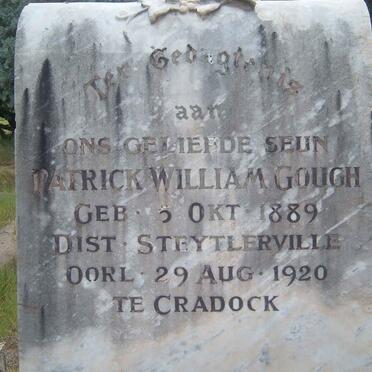 Ter Gedagtenis
aan
ONS GELIEFDE SEUN
PATRICK WILLIAM GOUGH
GEB · 5 OKT · 1889
DIST · STEYTLERVILLE
OORL · 29 AUG · 1920
TE CRADOCK